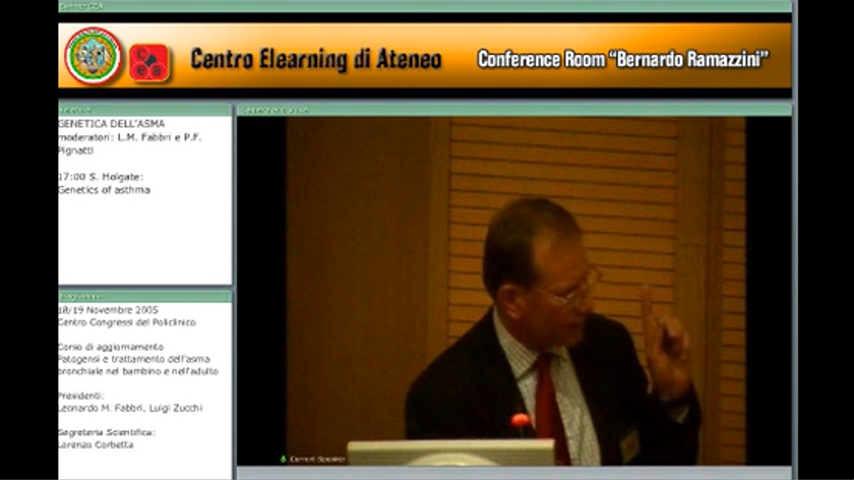 Centro Elearning di Ateneo
Conference Room "Bernardo Ramazzini"
GENETICA DELL'ASMA
moderatori: L.M. Fabbri e P.F.
Pignatti
17:00 S. Holgate:
Genetics of asthma
18/19 Novembre 2005
Centro Congressi del Policlinico
Corso di aggiornamento
Patogensi e trattamento dell'asma
bronchiale nel bambino e nell'adulto
Presidenti:
Leonardo M. Fabbri, Luigi Zucchi
Segreteria Scientifica:
Lorenzo Corbetta
Current Speaker